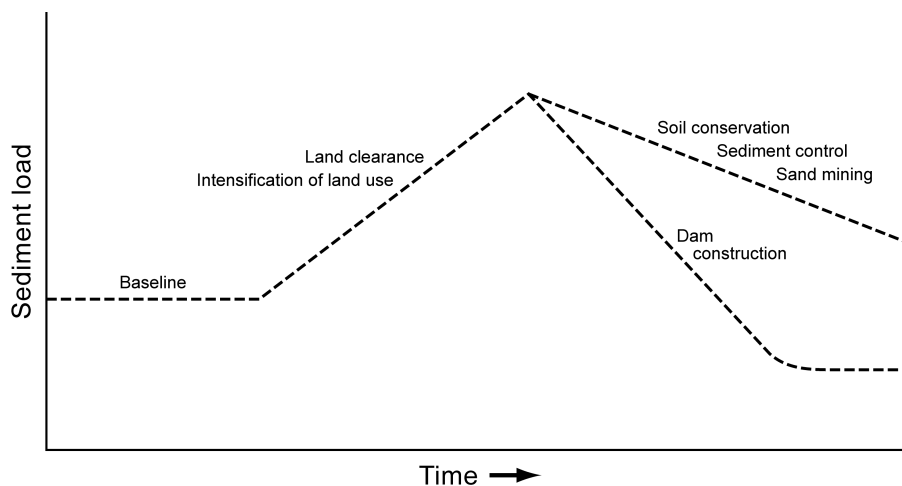 Sediment load
Baseline
Land clearance
Intensification of land use
Soil conservation
Sediment control
Sand mining
Dam
construction
Time